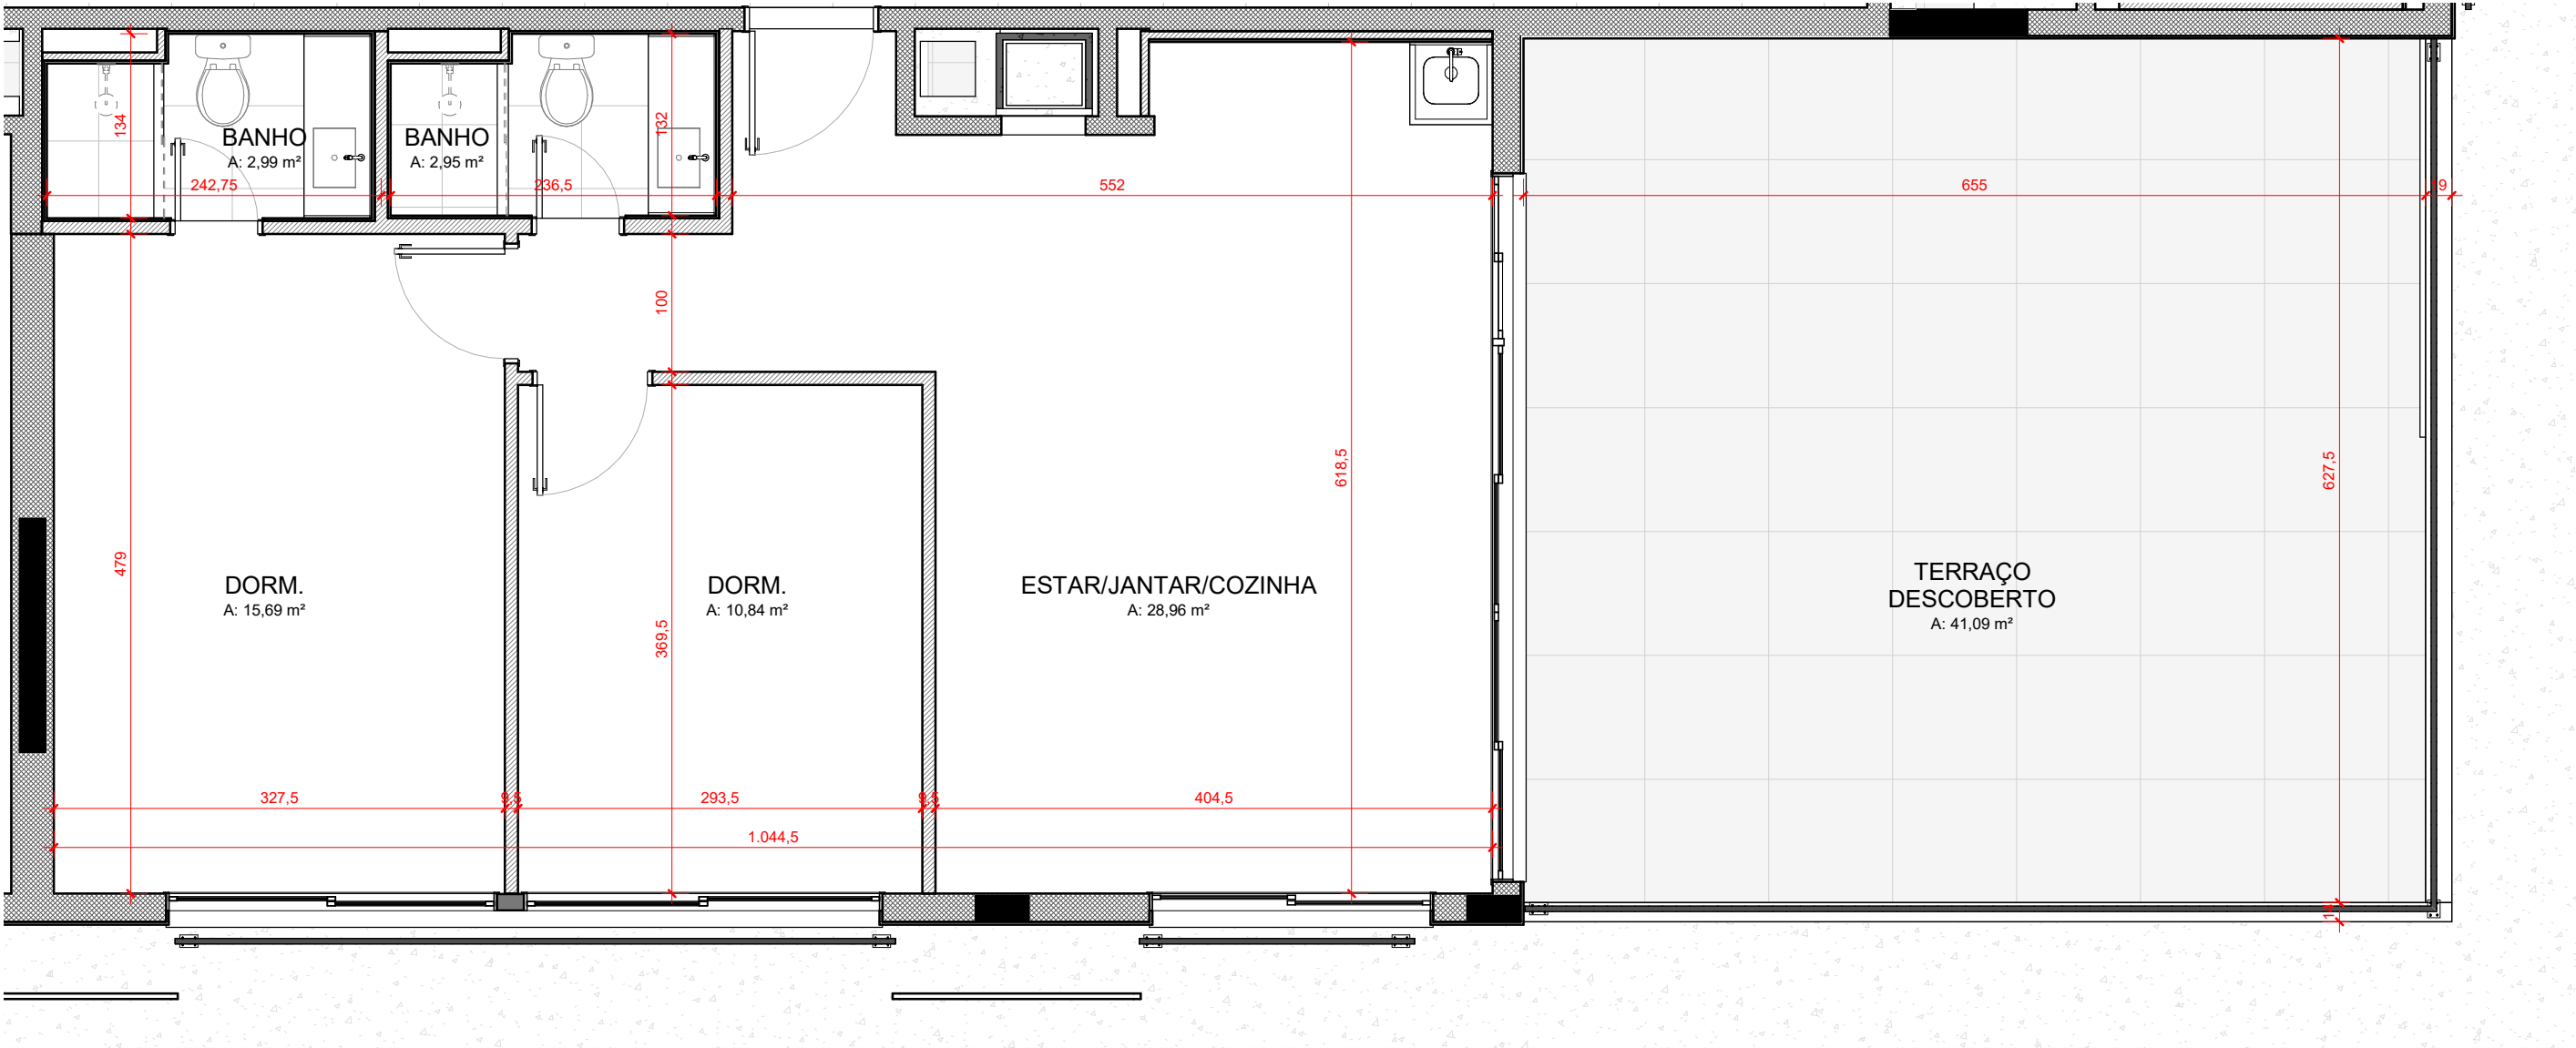 134
132
BANHO
A: 2,99 m²
BANHO
A: 2,95 m²
242,75
236,5
552
655
19
100
618,5
627,5
479
DORM.
A: 15,69 m²
DORM.
A: 10,84 m²
ESTAR/JANTAR/COZINHA
A: 28,96 m²
TERRAÇO
DESCOBERTO
A: 41,09 m²
369,5
327,5
9,5
293,5
9,5
404,5
1.044,5